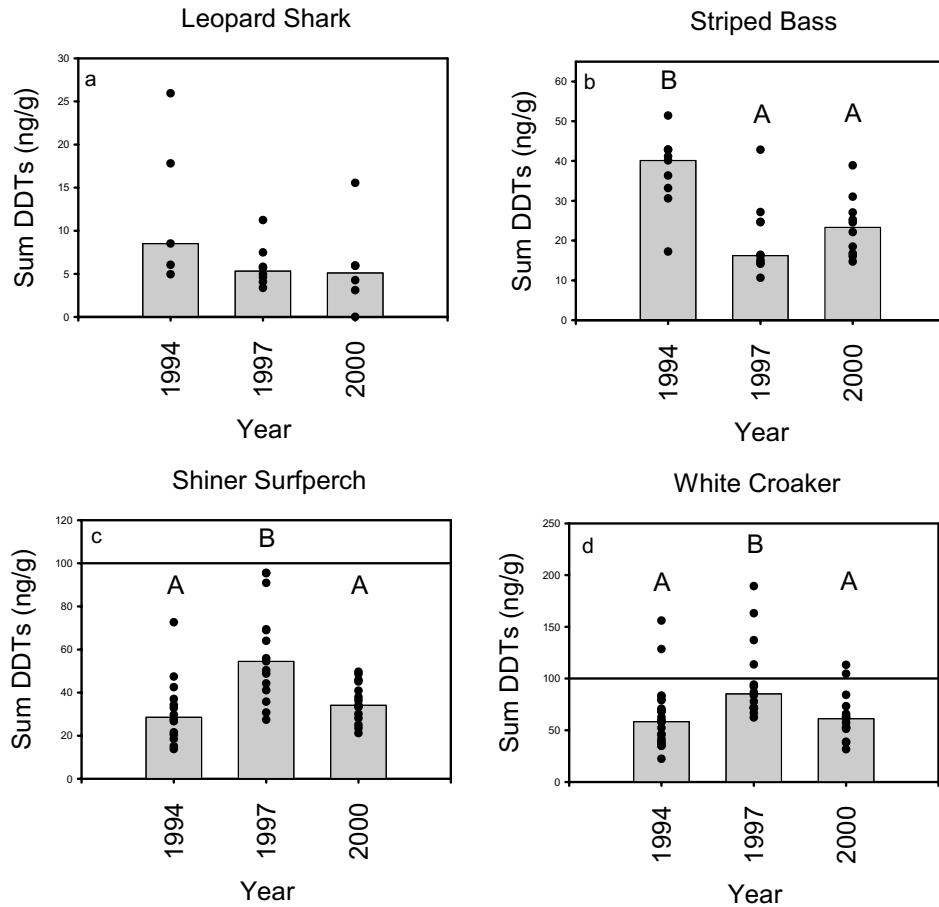 Leopard Shark
a
Sum DDTs (ng/g)
30
25
20
15
10
5
0
1994
1997
2000
Year
Striped Bass
b
B
A
A
Sum DDTs (ng/g)
60
50
40
30
20
10
0
1994
1997
2000
Year
Shiner Surfperch
c
B
A
A
Sum DDTs (ng/g)
120
100
80
60
40
20
0
1994
1997
2000
Year
White Croaker
d
B
A
A
Sum DDTs (ng/g)
250
200
150
100
50
0
1994
1997
2000
Year